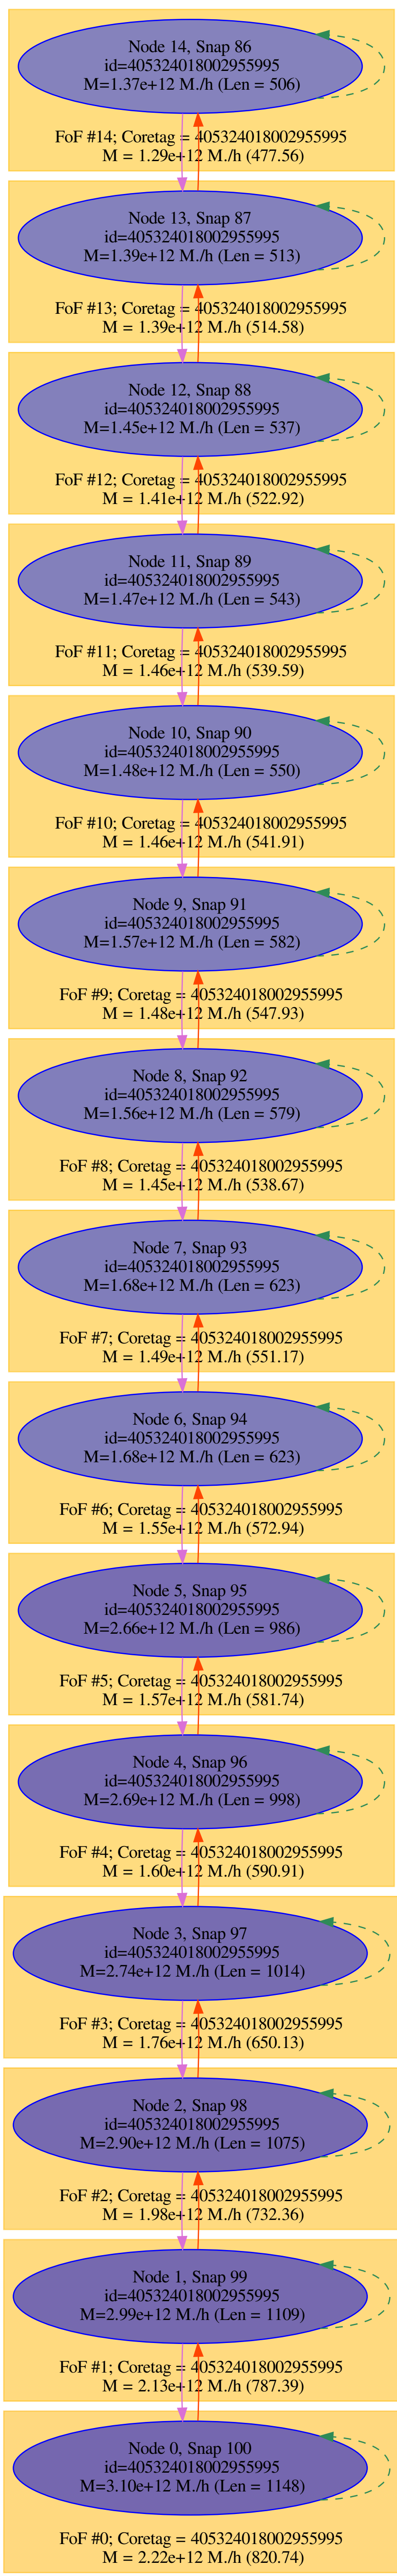 Node 14, Snap 86
id=405324018002955995
M=1.37e+12 M./h (Len = 506)
FoF #14; Coretag = 405324018002955995
M = 1.29e+12 M./h (477.56)
Node 13, Snap 87
id=405324018002955995
M=1.39e+12 M./h (Len = 513)
FoF #13; Coretag = 405324018002955995
M = 1.39e+12 M./h (514.58)
Node 12, Snap 88
id=405324018002955995
M=1.45e+12 M./h (Len = 537)
FoF #12; Coretag = 405324018002955995
M = 1.41e+12 M./h (522.92)
Node 11, Snap 89
id=405324018002955995
M=1.47e+12 M./h (Len = 543)
FoF #11; Coretag = 405324018002955995
M = 1.46e+12 M./h (539.59)
Node 10, Snap 90
id=405324018002955995
M=1.48e+12 M./h (Len = 550)
FoF #10; Coretag = 405324018002955995
M = 1.46e+12 M./h (541.91)
Node 9, Snap 91
id=405324018002955995
M=1.57e+12 M./h (Len = 582)
FoF #9; Coretag = 405324018002955995
M = 1.48e+12 M./h (547.93)
Node 8, Snap 92
id=405324018002955995
M=1.56e+12 M./h (Len = 579)
FoF #8; Coretag = 405324018002955995
M = 1.45e+12 M./h (538.67)
Node 7, Snap 93
id=405324018002955995
M=1.68e+12 M./h (Len = 623)
FoF #7; Coretag = 405324018002955995
M = 1.49e+12 M./h (551.17)
Node 6, Snap 94
id=405324018002955995
M=1.68e+12 M./h (Len = 623)
FoF #6; Coretag = 405324018002955995
M = 1.55e+12 M./h (572.94)
Node 5, Snap 95
id=405324018002955995
M=2.66e+12 M./h (Len = 986)
FoF #5; Coretag = 405324018002955995
M = 1.57e+12 M./h (581.74)
Node 4, Snap 96
id=405324018002955995
M=2.69e+12 M./h (Len = 998)
FoF #4; Coretag = 405324018002955995
M = 1.60e+12 M./h (590.91)
Node 3, Snap 97
id=405324018002955995
M=2.74e+12 M./h (Len = 1014)
FoF #3; Coretag = 405324018002955995
M = 1.76e+12 M./h (650.13)
Node 2, Snap 98
id=405324018002955995
M=2.90e+12 M./h (Len = 1075)
FoF #2; Coretag = 405324018002955995
M = 1.98e+12 M./h (732.36)
Node 1, Snap 99
id=405324018002955995
M=2.99e+12 M./h (Len = 1109)
FoF #1; Coretag = 405324018002955995
M = 2.13e+12 M./h (787.39)
Node 0, Snap 100
id=405324018002955995
M=3.10e+12 M./h (Len = 1148)
FoF #0; Coretag = 405324018002955995
M = 2.22e+12 M./h (820.74)